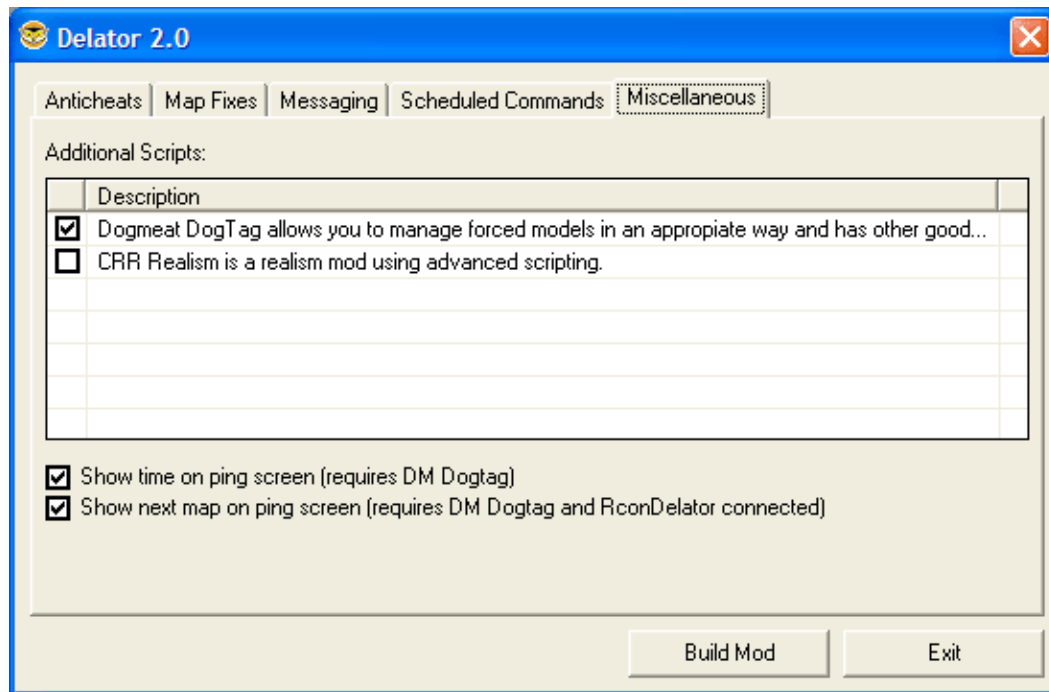 Delator 2.0
Anticheats Map Fixes Messaging Scheduled Commands Miscellaneous
Additional Scripts:
Description
Dogmeat DogTag allows you to manage forced models in an appropiate way and has other good...
CRR Realism is a realism mod using advanced scripting.
Show time on ping screen (requires DM Dogtag)
Show next map on ping screen (requires DM Dogtag and RconDelator connected)
Build Mod Exit